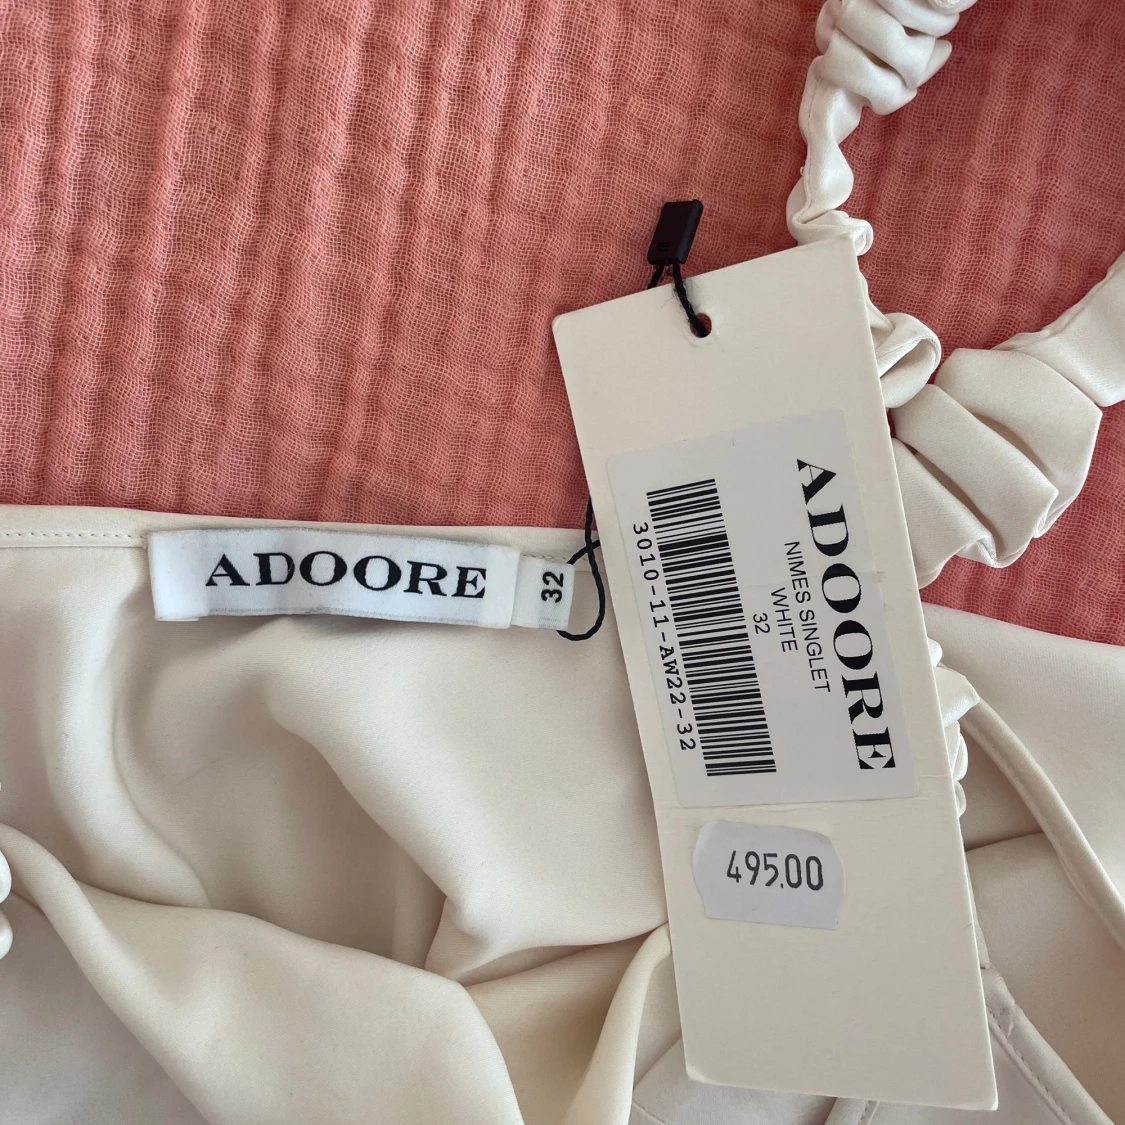 ADOORE
32
ADOORE
NIMES SINGLET
WHITE
32
3010-11-AW22-32
495.00